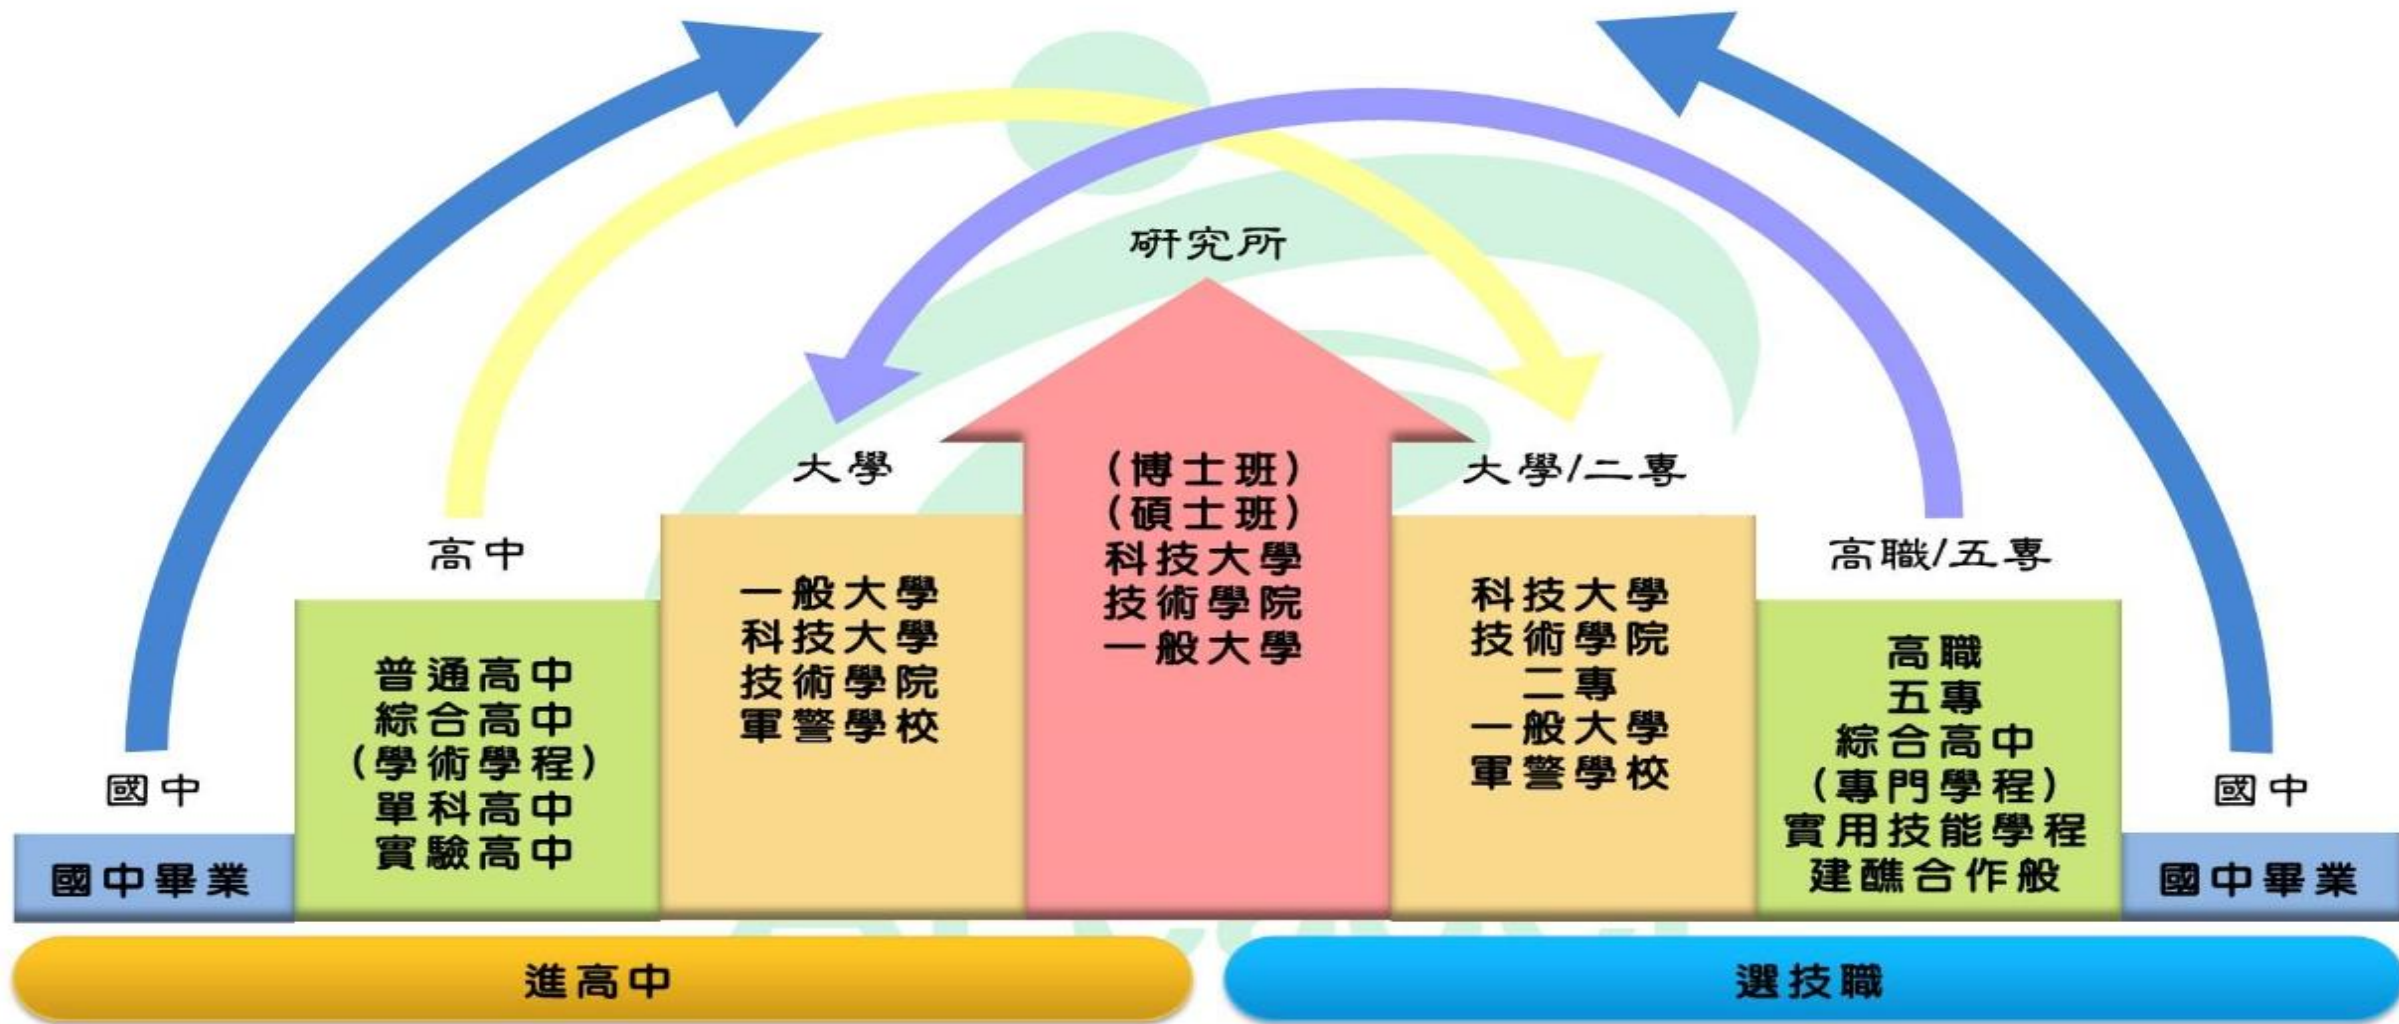 研究所
大學
大學/二專
高中
高職/五專
國中
國中
國中畢業
普通高中
綜合高中
(學術學程)
單科高中
實驗高中
一般大學
科技大學
技術學院
軍警學校
(博士班)
(碩士班)
科技大學
技術學院
一般大學
科技大學
技術學院
二專
一般大學
軍警學校
高職
五專
綜合高中
(專門學程)
實用技能學程
建醮合作般
國中畢業
進高中
選技職